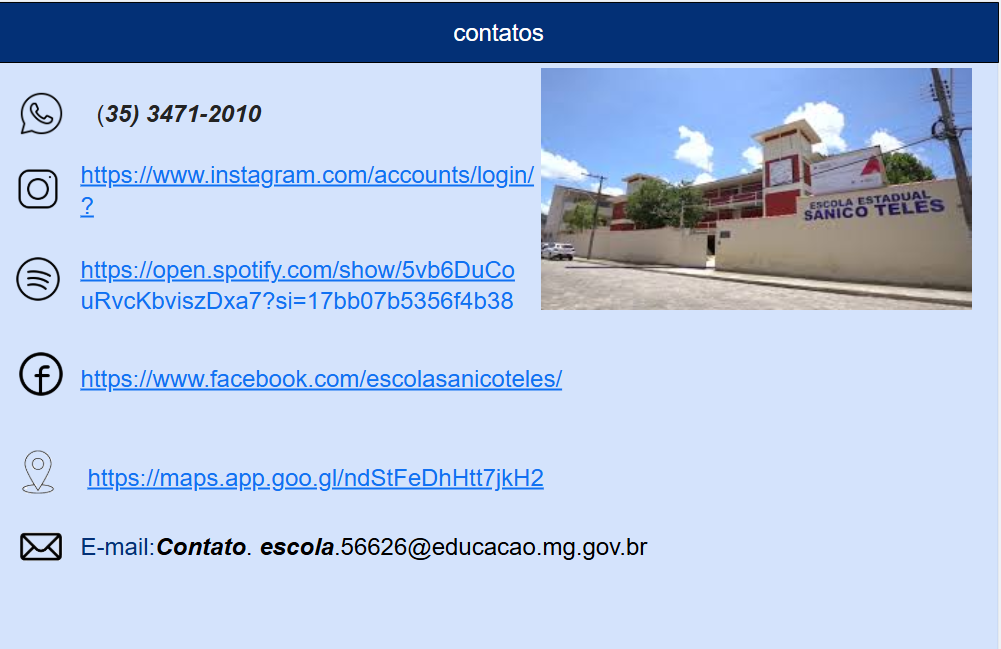 contatos
(35) 3471-2010
https://www.instagram.com/accounts/login/
?
ESCOLA ESTADUAL
SANICO TELES
https://open.spotify.com/show/5vb6DuCo
uRvcKbviszDxa7?si=17bb07b5356f4b38
https://www.facebook.com/escolasanicoteles/
https://maps.app.goo.gl/ndStFeDhHtt7jkH2
E-mail:Contato. escola.56626@educacao.mg.gov.br